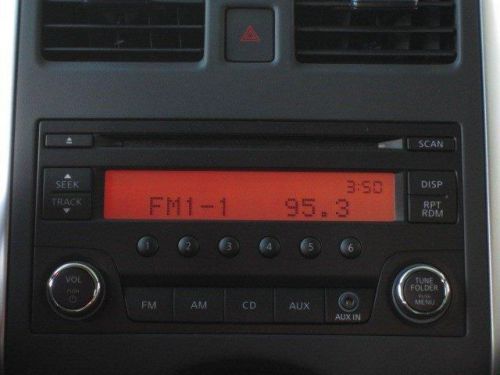 SCAN
SEEK
TRACK
3:50
FM1-1 95.3
DISP
RPT
RDM
1 2 3 4 5 6
VOL
FM AM CD AUX
AUX IN
TUNE
FOLDER
MENU